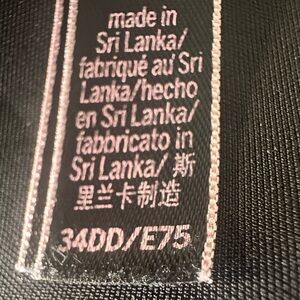 made in
Sri Lanka/
fabriqué au Sri
Lanka/hecho
en Sri Lanka/
fabbricato in
Sri Lanka/ 斯
里兰卡制造
34DD/E75